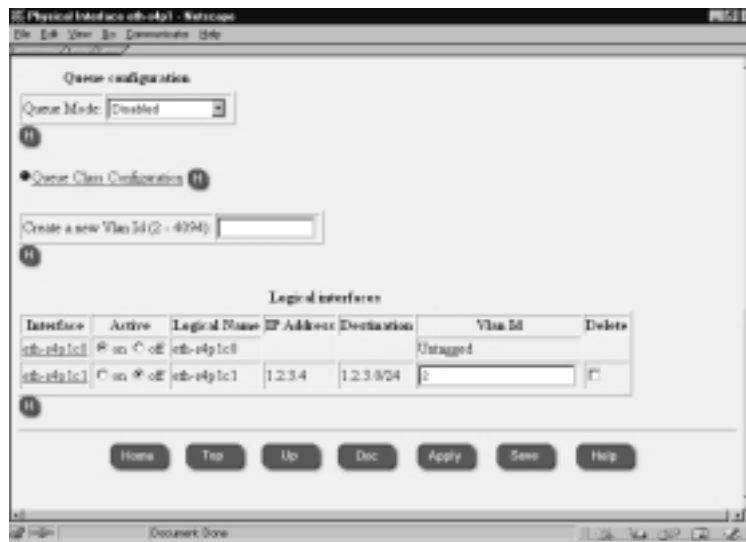 Physical Interface eth-s4p1 - Netscape
File Edit View Go Communicator Help
Queue configuration
Queue Mode: Disabled
H
Queue Class Configuration H
Create a new Vlan Id (2 - 4094):
H
Logical interfaces
Interface Active Logical Name IP Address Destination Vlan Id Delete
eth-s4p1c0 on off eth-s4p1c0 Untagged
eth-s4p1c1 on off eth-s4p1c1 1.2.3.4 1.2.3.0/24 2
H
Home Top Up Doc Apply Save Help
Document: Done